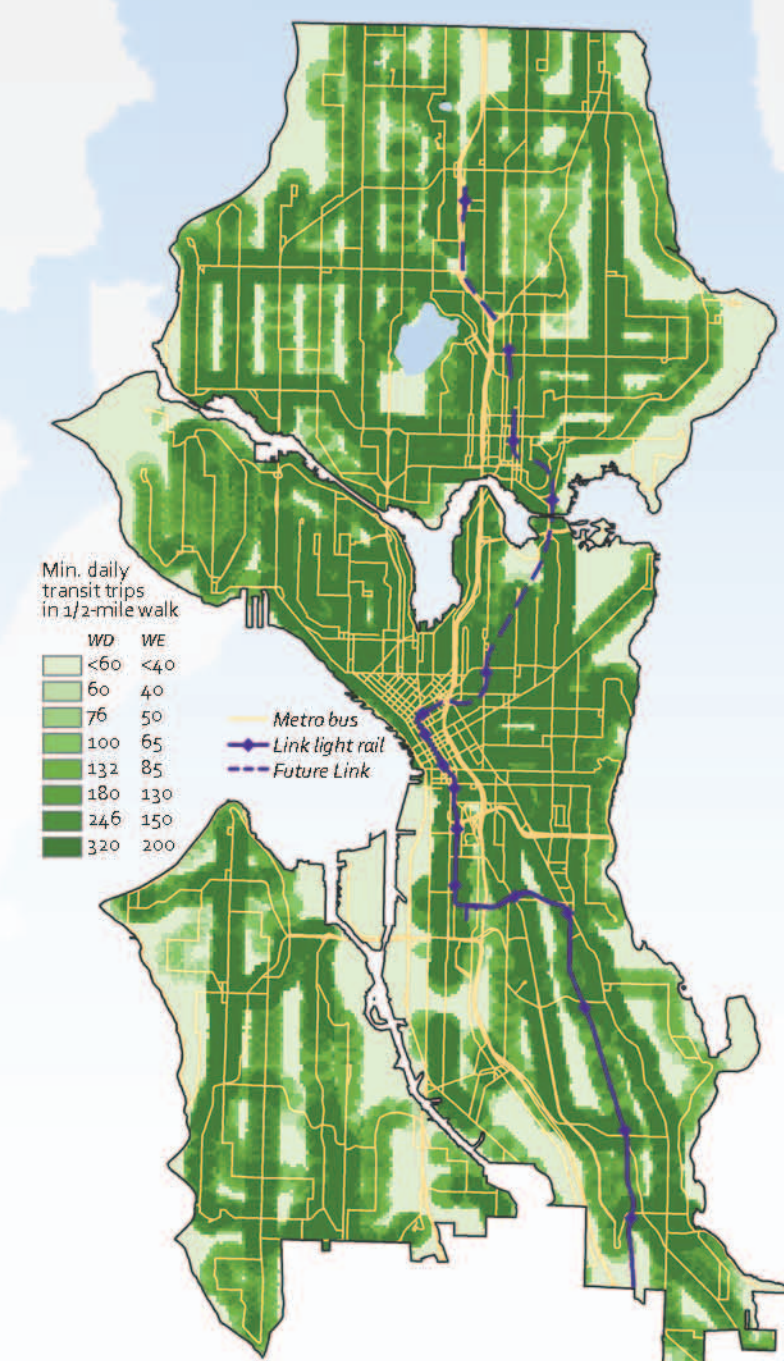 Min. daily
transit trips
in 1/2-mile walk
WD WE
<60 <40
60 40
76 50
100 65
132 85
180 130
246 150
320 200
Metro bus
Link light rail
Future Link